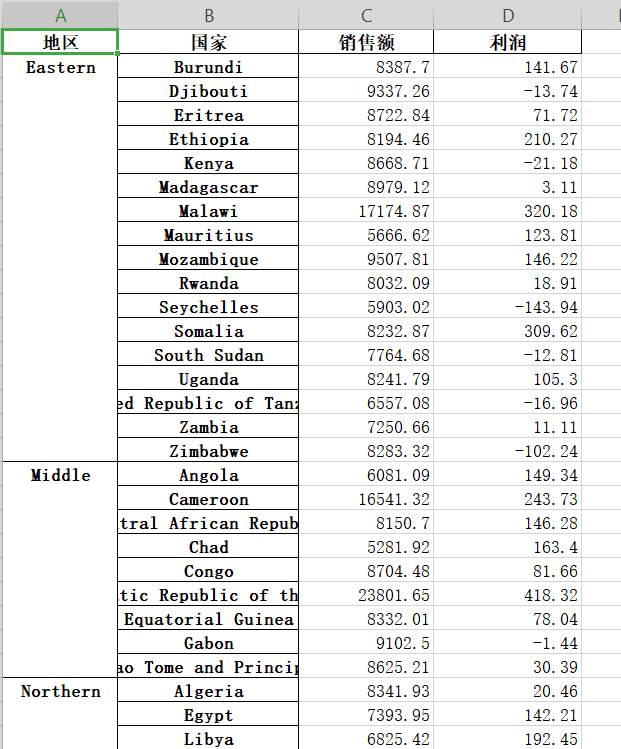 A B C D
地区 国家 销售额 利润
Eastern Burundi 8387.7 141.67
Djibouti 9337.26 -13.74
Eritrea 8722.84 71.72
Ethiopia 8194.46 210.27
Kenya 8668.71 -21.18
Madagascar 8979.12 3.11
Malawi 17174.87 320.18
Mauritius 5666.62 123.81
Mozambique 9507.81 146.22
Rwanda 8032.09 18.91
Seychelles 5903.02 -143.94
Somalia 8232.87 309.62
South Sudan 7764.68 -12.81
Uganda 8241.79 105.3
ed Republic of Tanz 6557.08 -16.96
Zambia 7250.66 11.11
Zimbabwe 8283.32 -102.24
Middle Angola 6081.09 149.34
Cameroon 16541.32 243.73
tral African Repub 8150.7 146.28
Chad 5281.92 163.4
Congo 8704.48 81.66
tic Republic of th 23801.65 418.32
Equatorial Guinea 8332.01 78.04
Gabon 9102.5 -1.44
ao Tome and Princip 8625.21 30.39
Northern Algeria 8341.93 20.46
Egypt 7393.95 142.21
Libya 6825.42 192.45